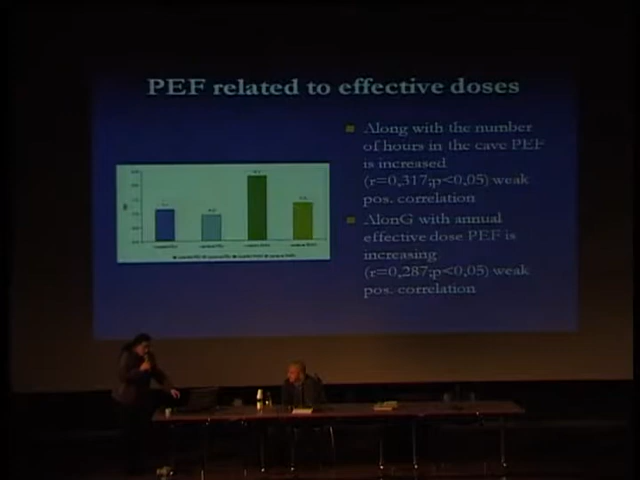 PEF related to effective doses
Along with the number
of hours in the cave PEF
is increased
(r=0,317;p<0,05) weak
pos. correlation
AlonG with annual
effective dose PEF is
increasing
(r=0,287;p<0,05) weak
pos. correlation